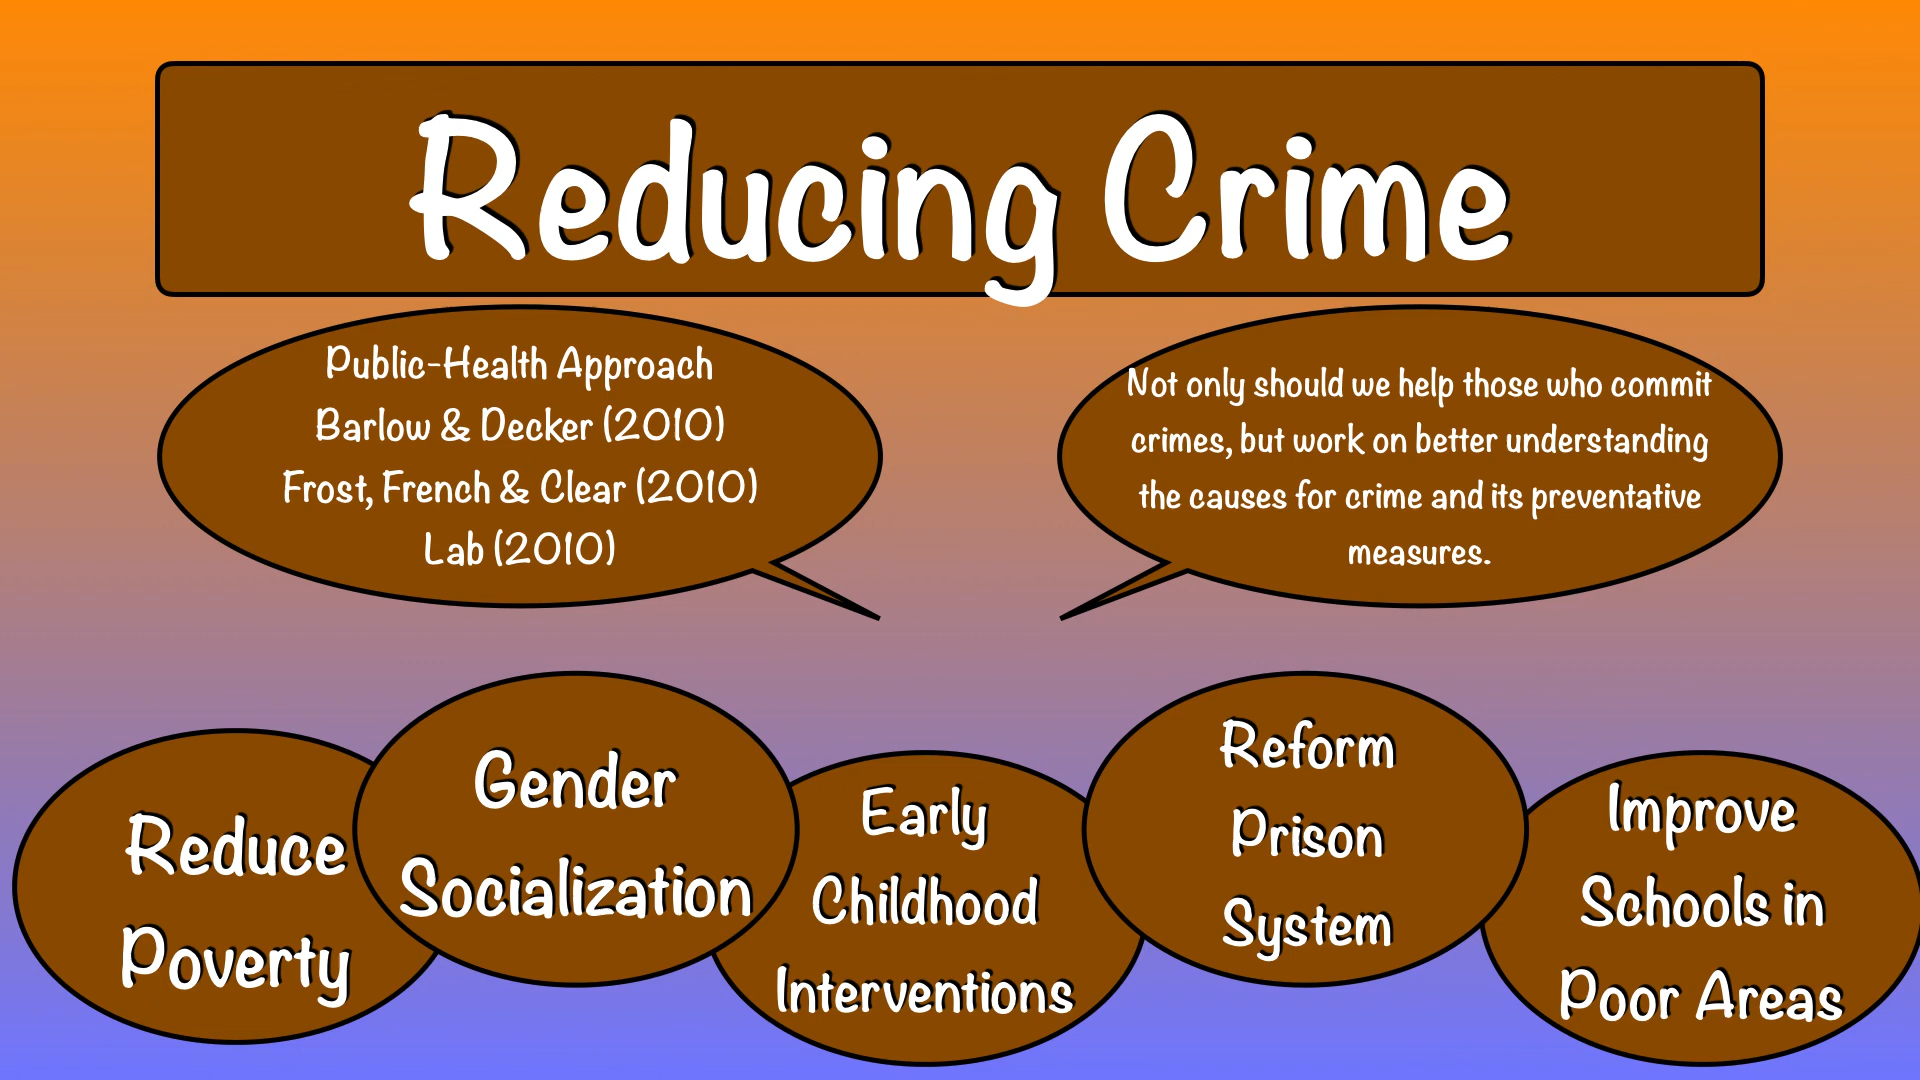 Reducing Crime
Public-Health Approach
Barlow & Decker (2010)
Frost, French & Clear (2010)
Lab (2010)
Not only should we help those who commit
crimes, but work on better understanding
the causes for crime and its preventative
measures.
Reduce
Poverty
Gender
Socialization
Early
Childhood
Interventions
Reform
Prison
System
Improve
Schools in
Poor Areas